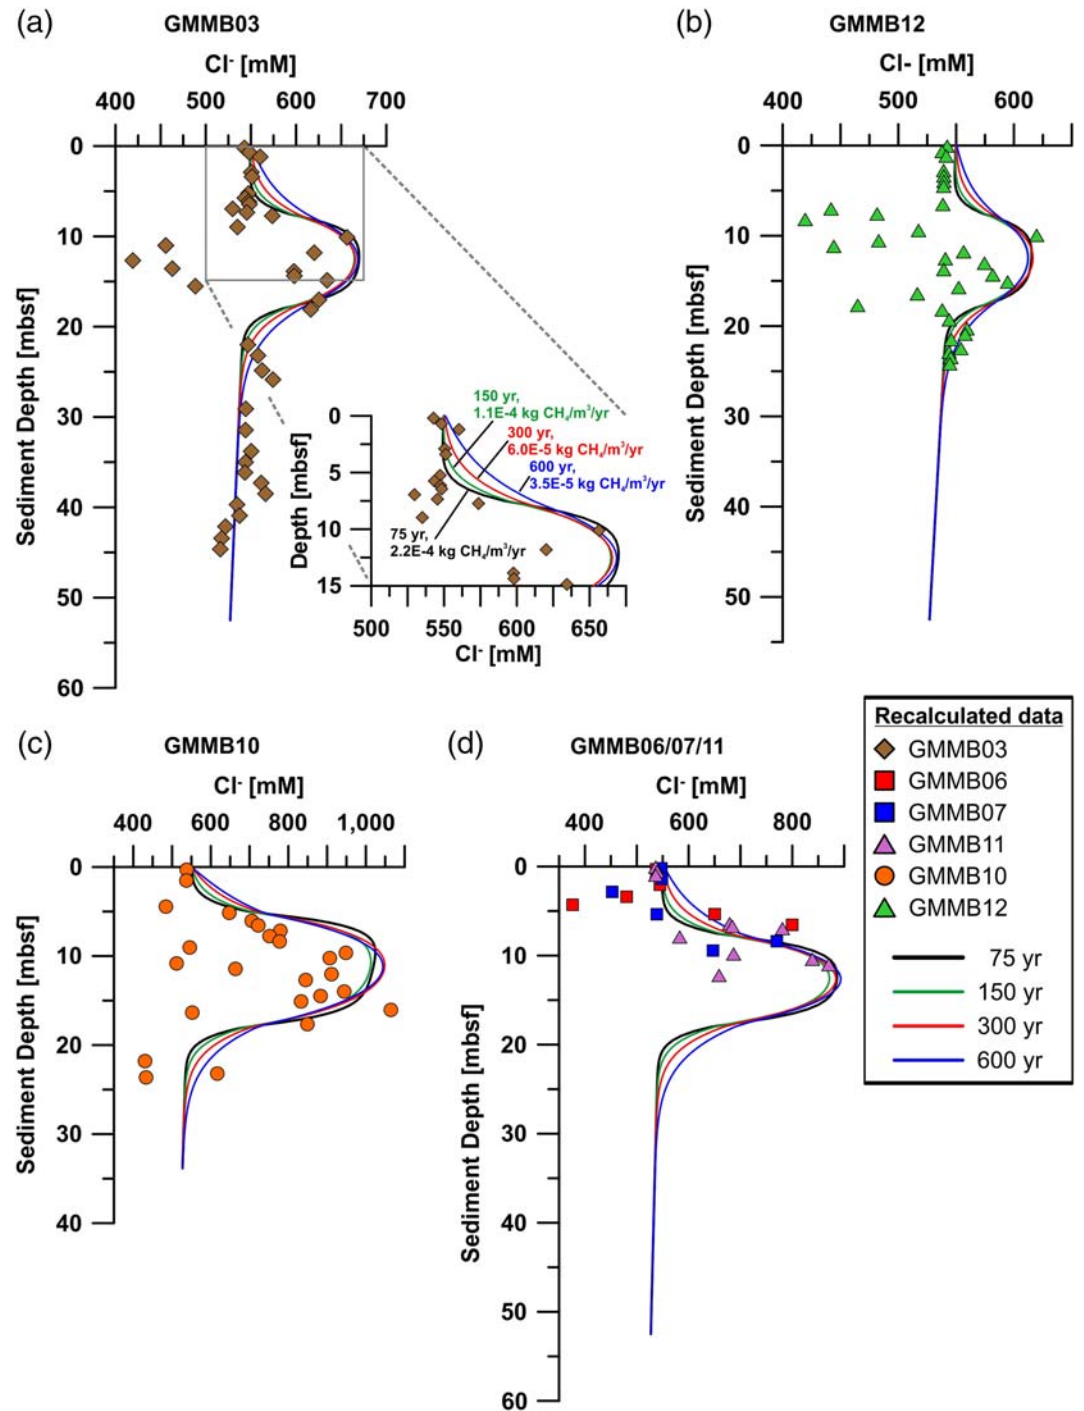 (a) GMMB03
Cl⁻ [mM]
400 500 600 700
0
10
20
30
40
50
60
Sediment Depth [mbsf]
150 yr,
1.1E-4 kg CH₄/m³/yr
300 yr,
6.0E-5 kg CH₄/m³/yr
600 yr,
3.5E-5 kg CH₄/m³/yr
75 yr,
2.2E-4 kg CH₄/m³/yr
0
5
10
15
Depth [mbsf]
500 550 600 650
Cl⁻ [mM]
(b) GMMB12
Cl- [mM]
400 500 600
0
10
20
30
40
50
Sediment Depth [mbsf]
(c) GMMB10
Cl⁻ [mM]
400 600 800 1,000
0
10
20
30
40
Sediment Depth [mbsf]
(d) GMMB06/07/11
Cl⁻ [mM]
400 600 800
0
10
20
30
40
50
60
Sediment Depth [mbsf]
Recalculated data
GMMB03
GMMB06
GMMB07
GMMB11
GMMB10
GMMB12
75 yr
150 yr
300 yr
600 yr